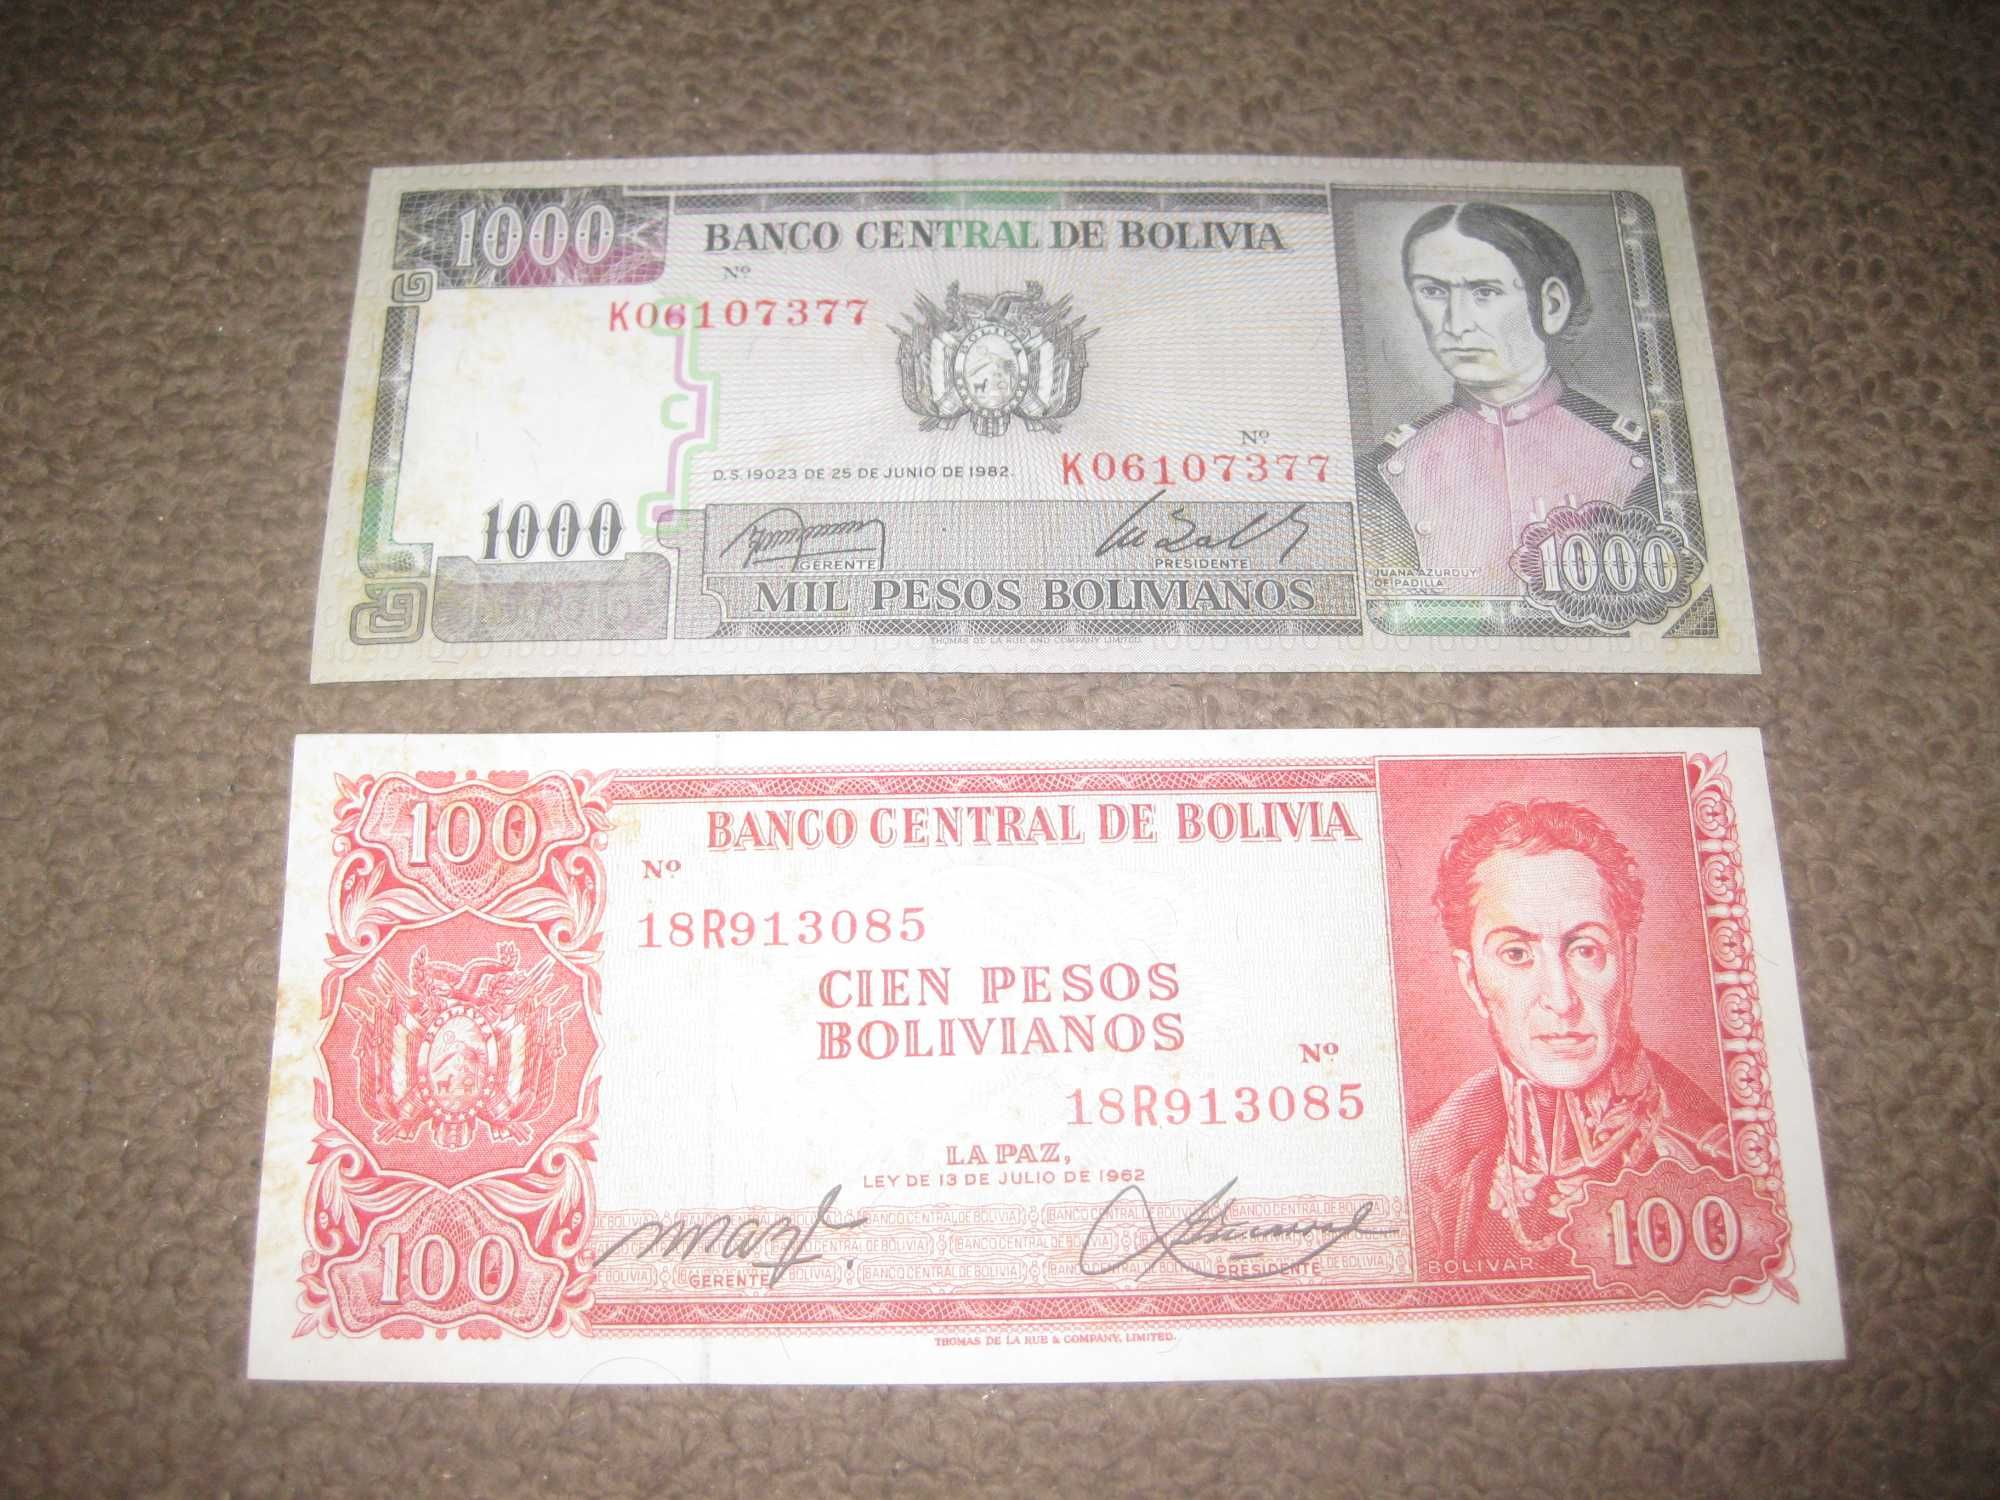 1000
BANCO CENTRAL DE BOLIVIA
Nº
K06107377
BOLIVIA
Nº
D.S. 19023 DE 25 DE JUNIO DE 1982.
K06107377
1000
GERENTE
PRESIDENTE
JUANA AZURDUY
DE PADILLA
1000
MIL PESOS BOLIVIANOS
THOMAS DE LA RUE AND COMPANY LIMITED.
100
BANCO CENTRAL DE BOLIVIA
Nº
18R913085
CIEN PESOS
BOLIVIANOS
BOLIVIA
Nº
18R913085
LA PAZ,
LEY DE 13 DE JULIO DE 1962
100
GERENTE
PRESIDENTE
BOLIVAR
100
THOMAS DE LA RUE & COMPANY, LIMITED.